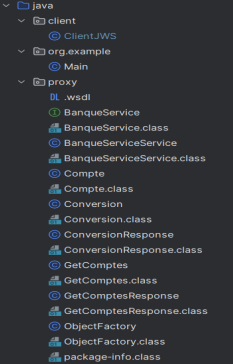 java
client
ClientJWS
org.example
Main
proxy
.wsdl
BanqueService
BanqueService.class
BanqueServiceService
BanqueServiceService.class
Compte
Compte.class
Conversion
Conversion.class
ConversionResponse
ConversionResponse.class
GetComptes
GetComptes.class
GetComptesResponse
GetComptesResponse.class
ObjectFactory
ObjectFactory.class
package-info.class